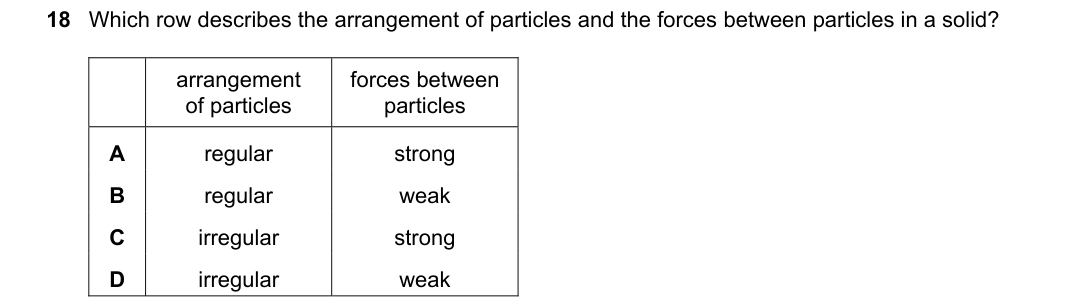 18 Which row describes the arrangement of particles and the forces between particles in a solid?
arrangement of particles forces between particles
A regular strong
B regular weak
C irregular strong
D irregular weak